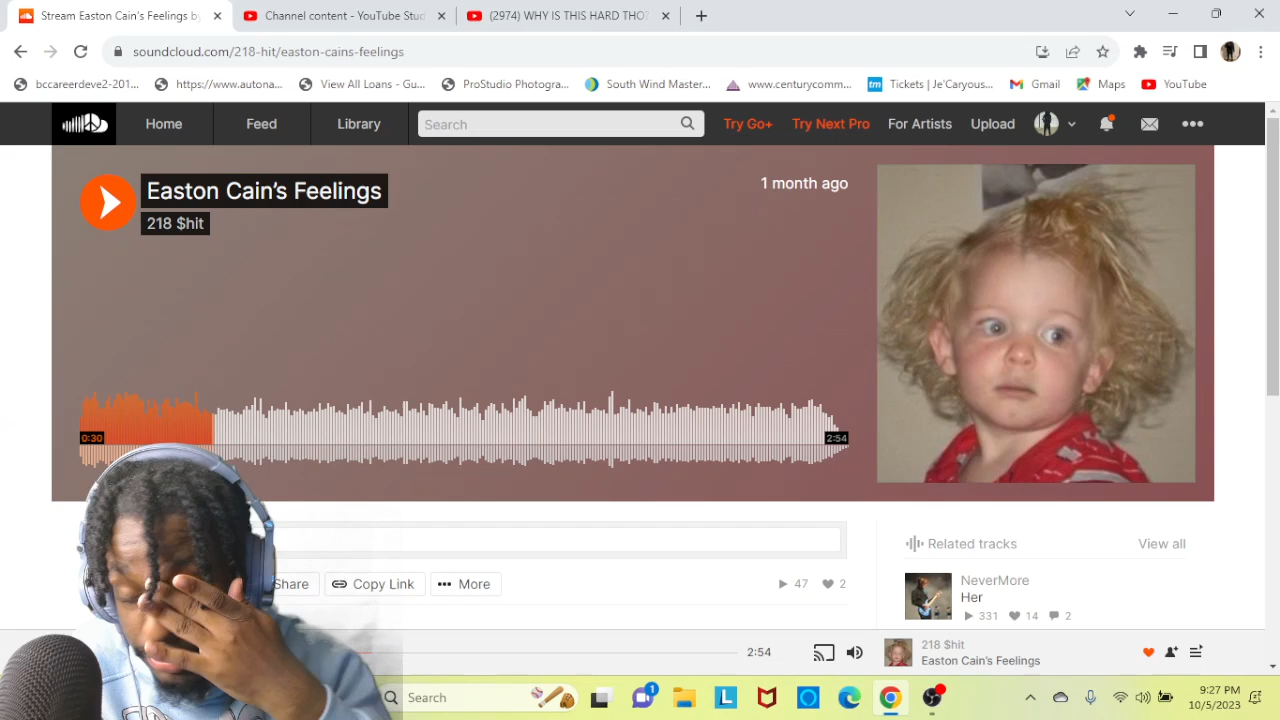 Stream Easton Cain's Feelings by
Channel content - YouTube Stud
(2974) WHY IS THIS HARD THO?
soundcloud.com/218-hit/easton-cains-feelings
bccareerdeve2-201...
https://www.autona...
View All Loans - Gu...
ProStudio Propertie...
South Wind Master...
www.centurycomm...
tm
Tickets | Je'Caryous...
Gmail
Maps
YouTube
Home
Feed
Library
Search
Try Go+
Try Next Pro
For Artists
Upload
Easton Cain's Feelings
1 month ago
218 $hit
0:30
2:54
Share
Copy Link
More
47
2
Related tracks
View all
NeverMore
Her
331
14
2
2:54
218 $hit
Easton Cain's Feelings
Search
1
L
9:27 PM
10/5/2023